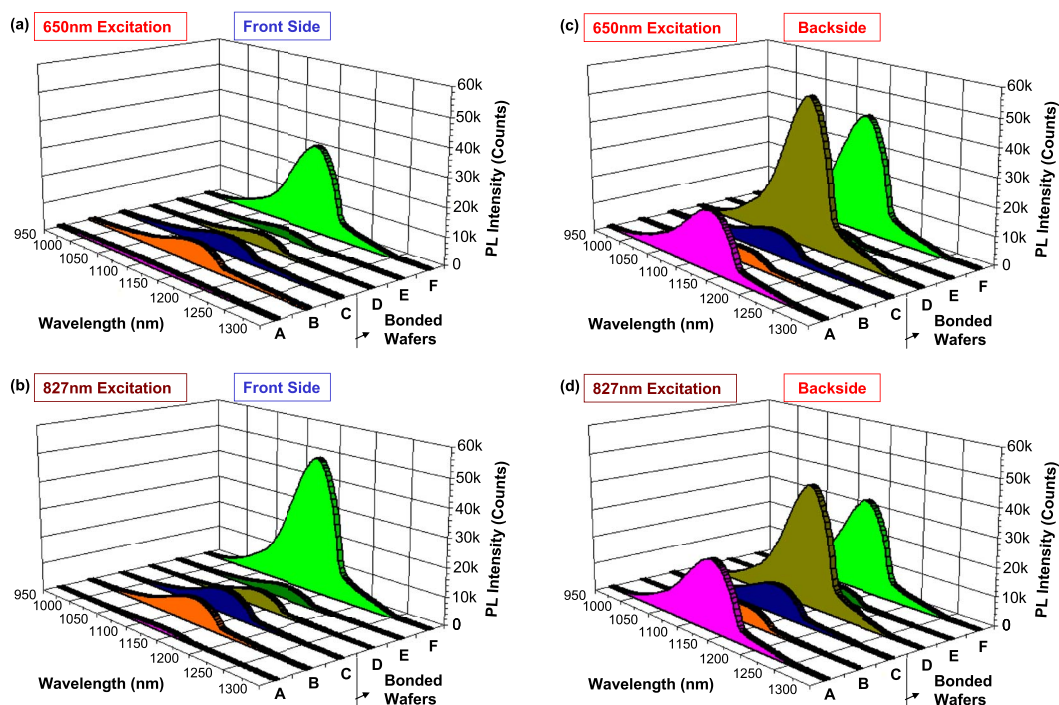 (a) 650nm Excitation Front Side
60k
50k
40k
30k
20k
10k
0
PL Intensity (Counts)
950
1000
1050
1100
1150
1200
1250
1300
Wavelength (nm)
A B C D E F
Bonded
Wafers
(c) 650nm Excitation Backside
60k
50k
40k
30k
20k
10k
0
PL Intensity (Counts)
950
1000
1050
1100
1150
1200
1250
1300
Wavelength (nm)
A B C D E F
Bonded
Wafers
(b) 827nm Excitation Front Side
60k
50k
40k
30k
20k
10k
0
PL Intensity (Counts)
950
1000
1050
1100
1150
1200
1250
1300
Wavelength (nm)
A B C D E F
Bonded
Wafers
(d) 827nm Excitation Backside
60k
50k
40k
30k
20k
10k
0
PL Intensity (Counts)
950
1000
1050
1100
1150
1200
1250
1300
Wavelength (nm)
A B C D E F
Bonded
Wafers